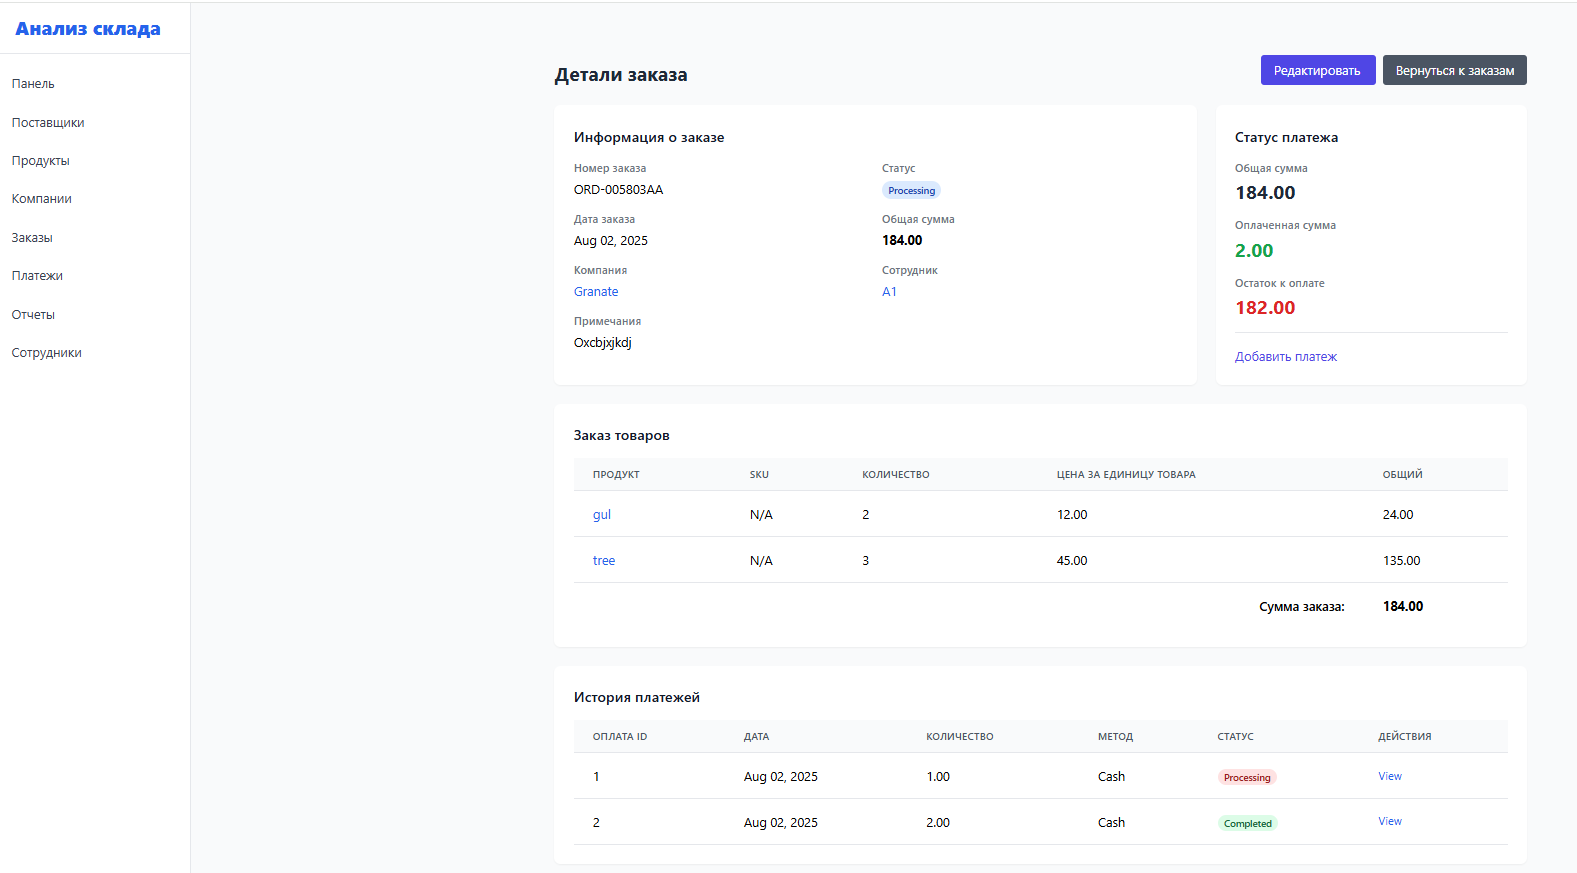 Анализ склада
Панель
Поставщики
Продукты
Компании
Заказы
Платежи
Отчеты
Сотрудники
Детали заказа
Редактировать
Вернуться к заказам
Информация о заказе
Номер заказа
ORD-005803AA
Статус
Processing
Дата заказа
Aug 02, 2025
Общая сумма
184.00
Компания
Granate
Сотрудник
A1
Примечания
Oxcbjxjkdj
Статус платежа
Общая сумма
184.00
Оплаченная сумма
2.00
Остаток к оплате
182.00
Добавить платеж
Заказ товаров
ПРОДУКТ SKU КОЛИЧЕСТВО ЦЕНА ЗА ЕДИНИЦУ ТОВАРА ОБЩИЙ
gul N/A 2 12.00 24.00
tree N/A 3 45.00 135.00
Сумма заказа: 184.00
История платежей
ОПЛАТА ID ДАТА КОЛИЧЕСТВО МЕТОД СТАТУС ДЕЙСТВИЯ
1 Aug 02, 2025 1.00 Cash Processing View
2 Aug 02, 2025 2.00 Cash Completed View